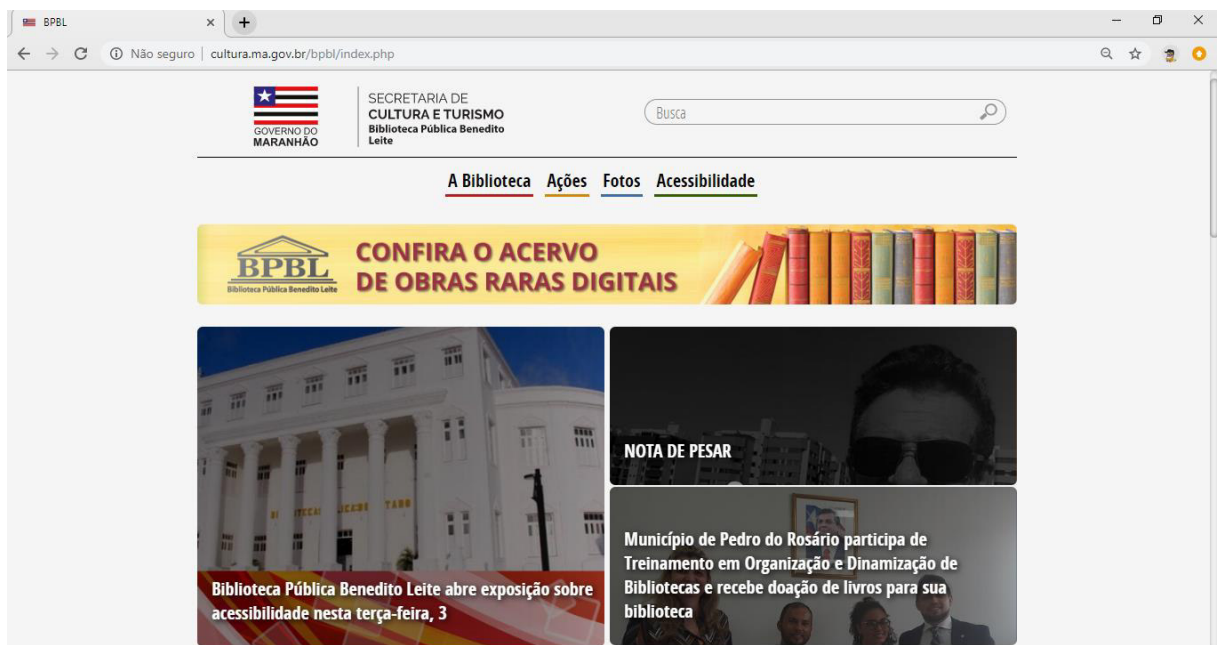 BPBL
Não seguro | cultura.ma.gov.br/bpbl/index.php
GOVERNO DO
MARANHÃO
SECRETARIA DE
CULTURA E TURISMO
Biblioteca Pública Benedito
Leite
Busca
A Biblioteca Ações Fotos Acessibilidade
BPBL
Biblioteca Pública Benedito Leite
CONFIRA O ACERVO
DE OBRAS RARAS DIGITAIS
NOTA DE PESAR
Biblioteca Pública Benedito Leite abre exposição sobre
acessibilidade nesta terça-feira, 3
Município de Pedro do Rosário participa de
Treinamento em Organização e Dinamização de
Bibliotecas e recebe doação de livros para sua
biblioteca